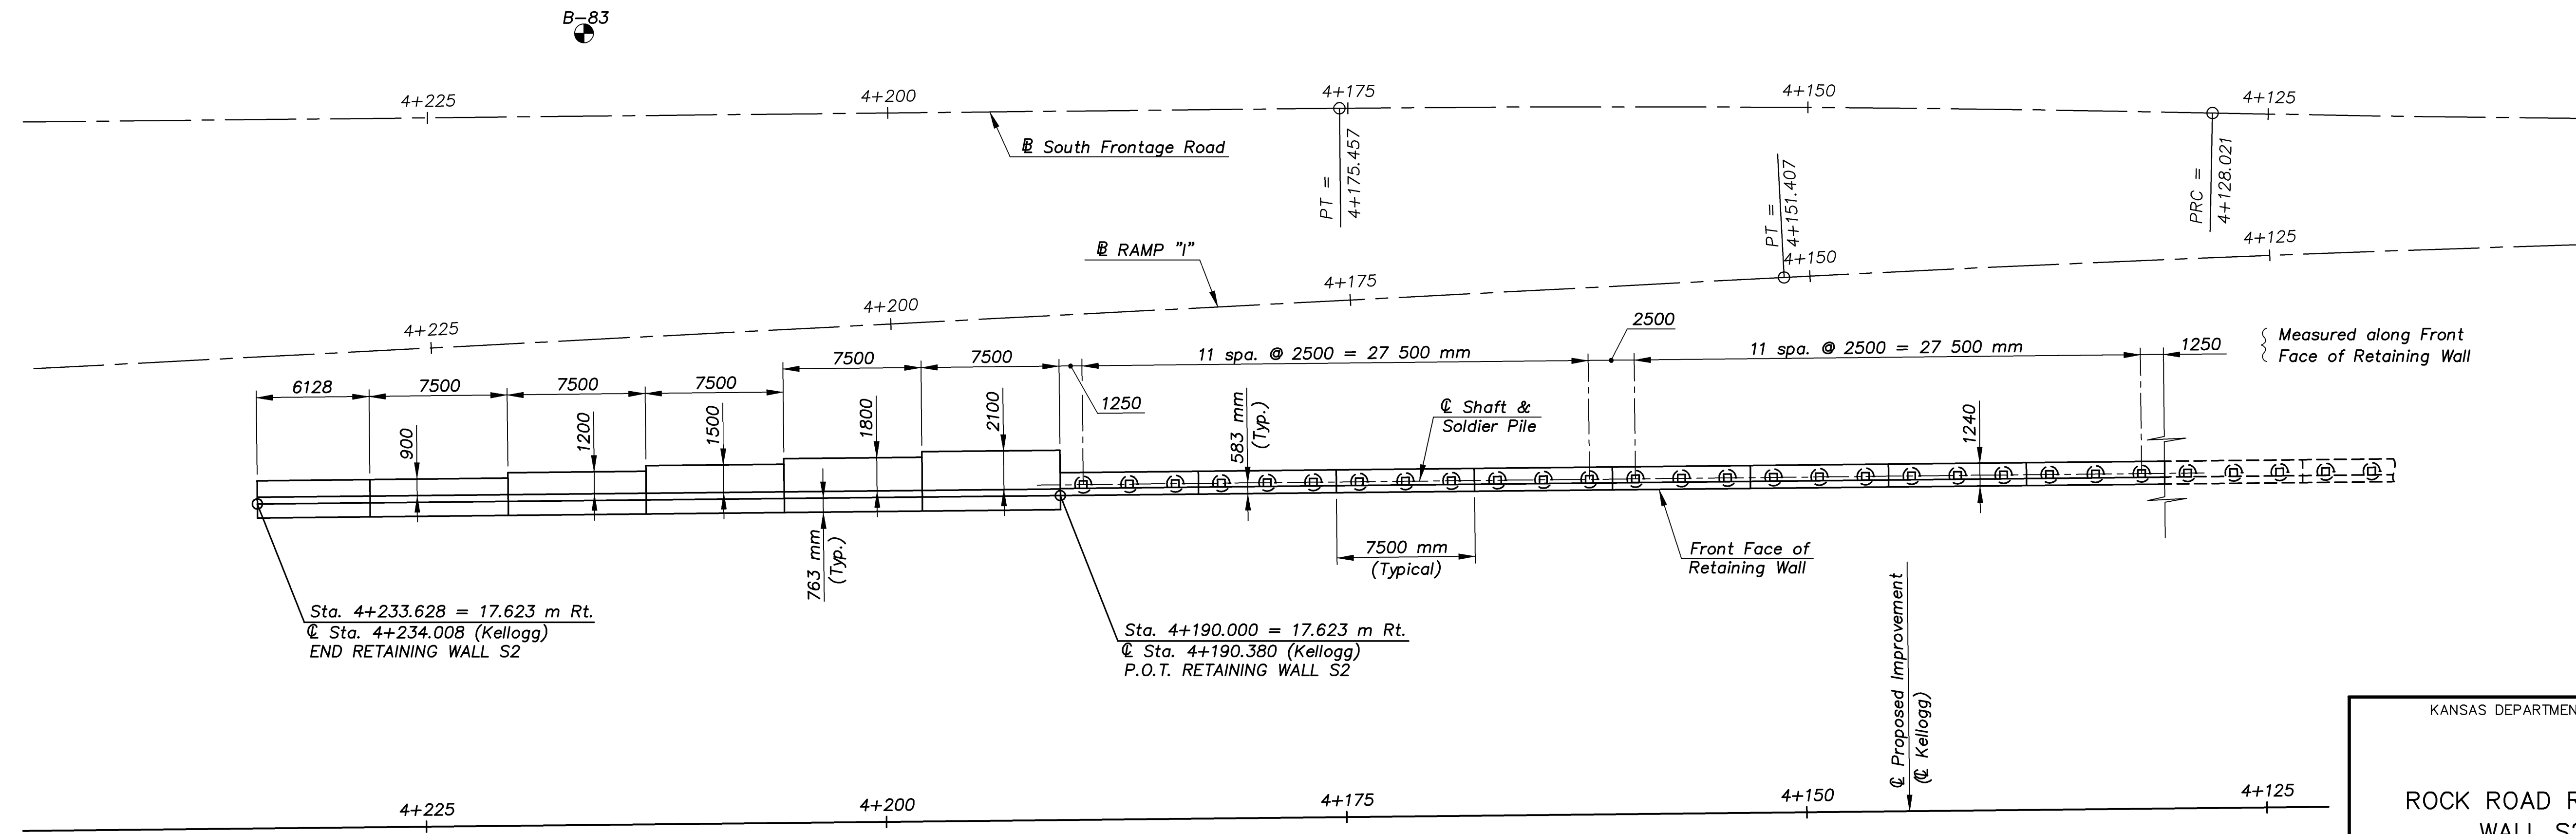 B-83
4+225
4+200
4+175
4+150
4+125
℄ South Frontage Road
PT =
4+175.457
PT =
4+151.407
PRC =
4+128.021
℄ RAMP "I"
4+225
4+200
4+175
4+150
4+125
6128
7500
7500
7500
7500
7500
1250
11 spa. @ 2500 = 27 500 mm
2500
11 spa. @ 2500 = 27 500 mm
1250
Measured along Front
Face of Retaining Wall
900
1200
1500
1800
2100
583 mm
(Typ.)
℄ Shaft &
Soldier Pile
1240
763 mm
(Typ.)
7500 mm
(Typical)
Front Face of
Retaining Wall
Sta. 4+233.628 = 17.623 m Rt.
℄ Sta. 4+234.008 (Kellogg)
END RETAINING WALL S2
Sta. 4+190.000 = 17.623 m Rt.
℄ Sta. 4+190.380 (Kellogg)
P.O.T. RETAINING WALL S2
℄ Proposed Improvement
(℄ Kellogg)
4+225
4+200
4+175
4+150
4+125
KANSAS DEPARTMEN
ROCK ROAD R
WALL S2